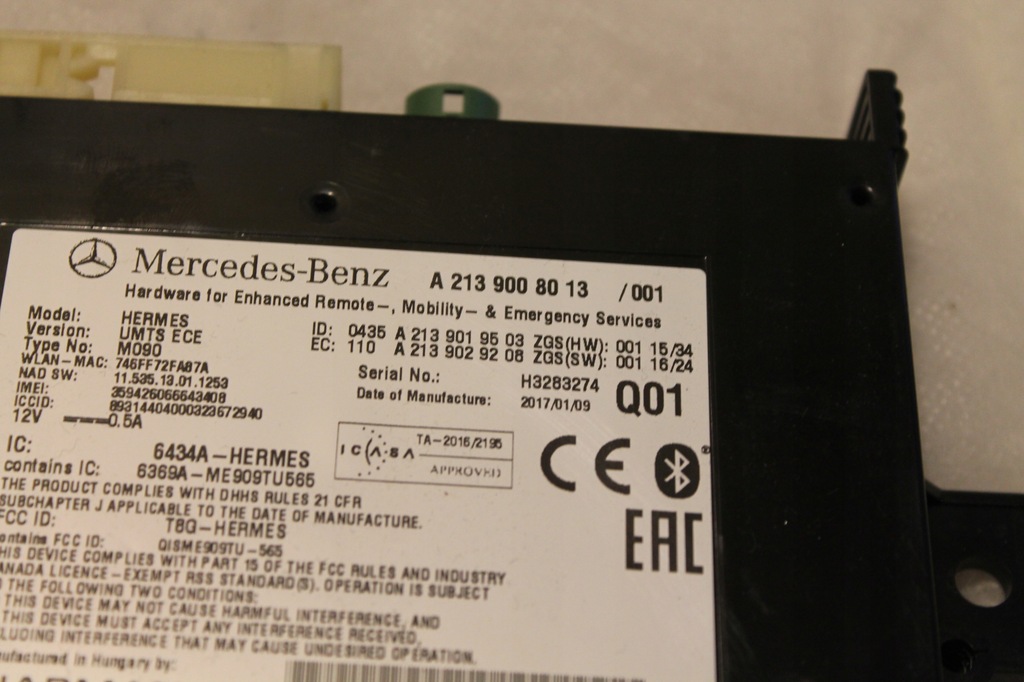 Mercedes-Benz A 213 900 80 13 /001
Hardware for Enhanced Remote-, Mobility- & Emergency Services
Model: HERMES
Version: UMTS ECE
Type No: M090
WLAN-MAC: 746FF72FA87A
NAD SW: 11.535.13.01.1253
IMEI: 359426066643408
ICCID: 89314404000323672940
12V 0.5A
ID: 0435 A 213 901 95 03 ZGS(HW): 001 15/34
EC: 110 A 213 902 92 08 ZGS(SW): 001 16/24
Serial No.: H3283274
Date of Manufacture: 2017/01/09
Q01
IC: 6434A-HERMES
contains IC: 6369A-ME909TU565
ICASA TA-2016/2195
APPROVED
CE
EAC
THE PRODUCT COMPLIES WITH DHHS RULES 21 CFR
SUBCHAPTER J APPLICABLE TO THE DATE OF MANUFACTURE.
FCC ID: T8G-HERMES
ontains FCC ID: QISME909TU-565
HIS DEVICE COMPLIES WITH PART 15 OF THE FCC RULES AND INDUSTRY
ANADA LICENCE-EXEMPT RSS STANDARD(S). OPERATION IS SUBJECT
THE FOLLOWING TWO CONDITIONS:
THIS DEVICE MAY NOT CAUSE HARMFUL INTERFERENCE, AND
THIS DEVICE MUST ACCEPT ANY INTERFERENCE RECEIVED,
LUDING INTERFERENCE THAT MAY CAUSE UNDESIRED OPERATION.
ufactured in Hungary by: